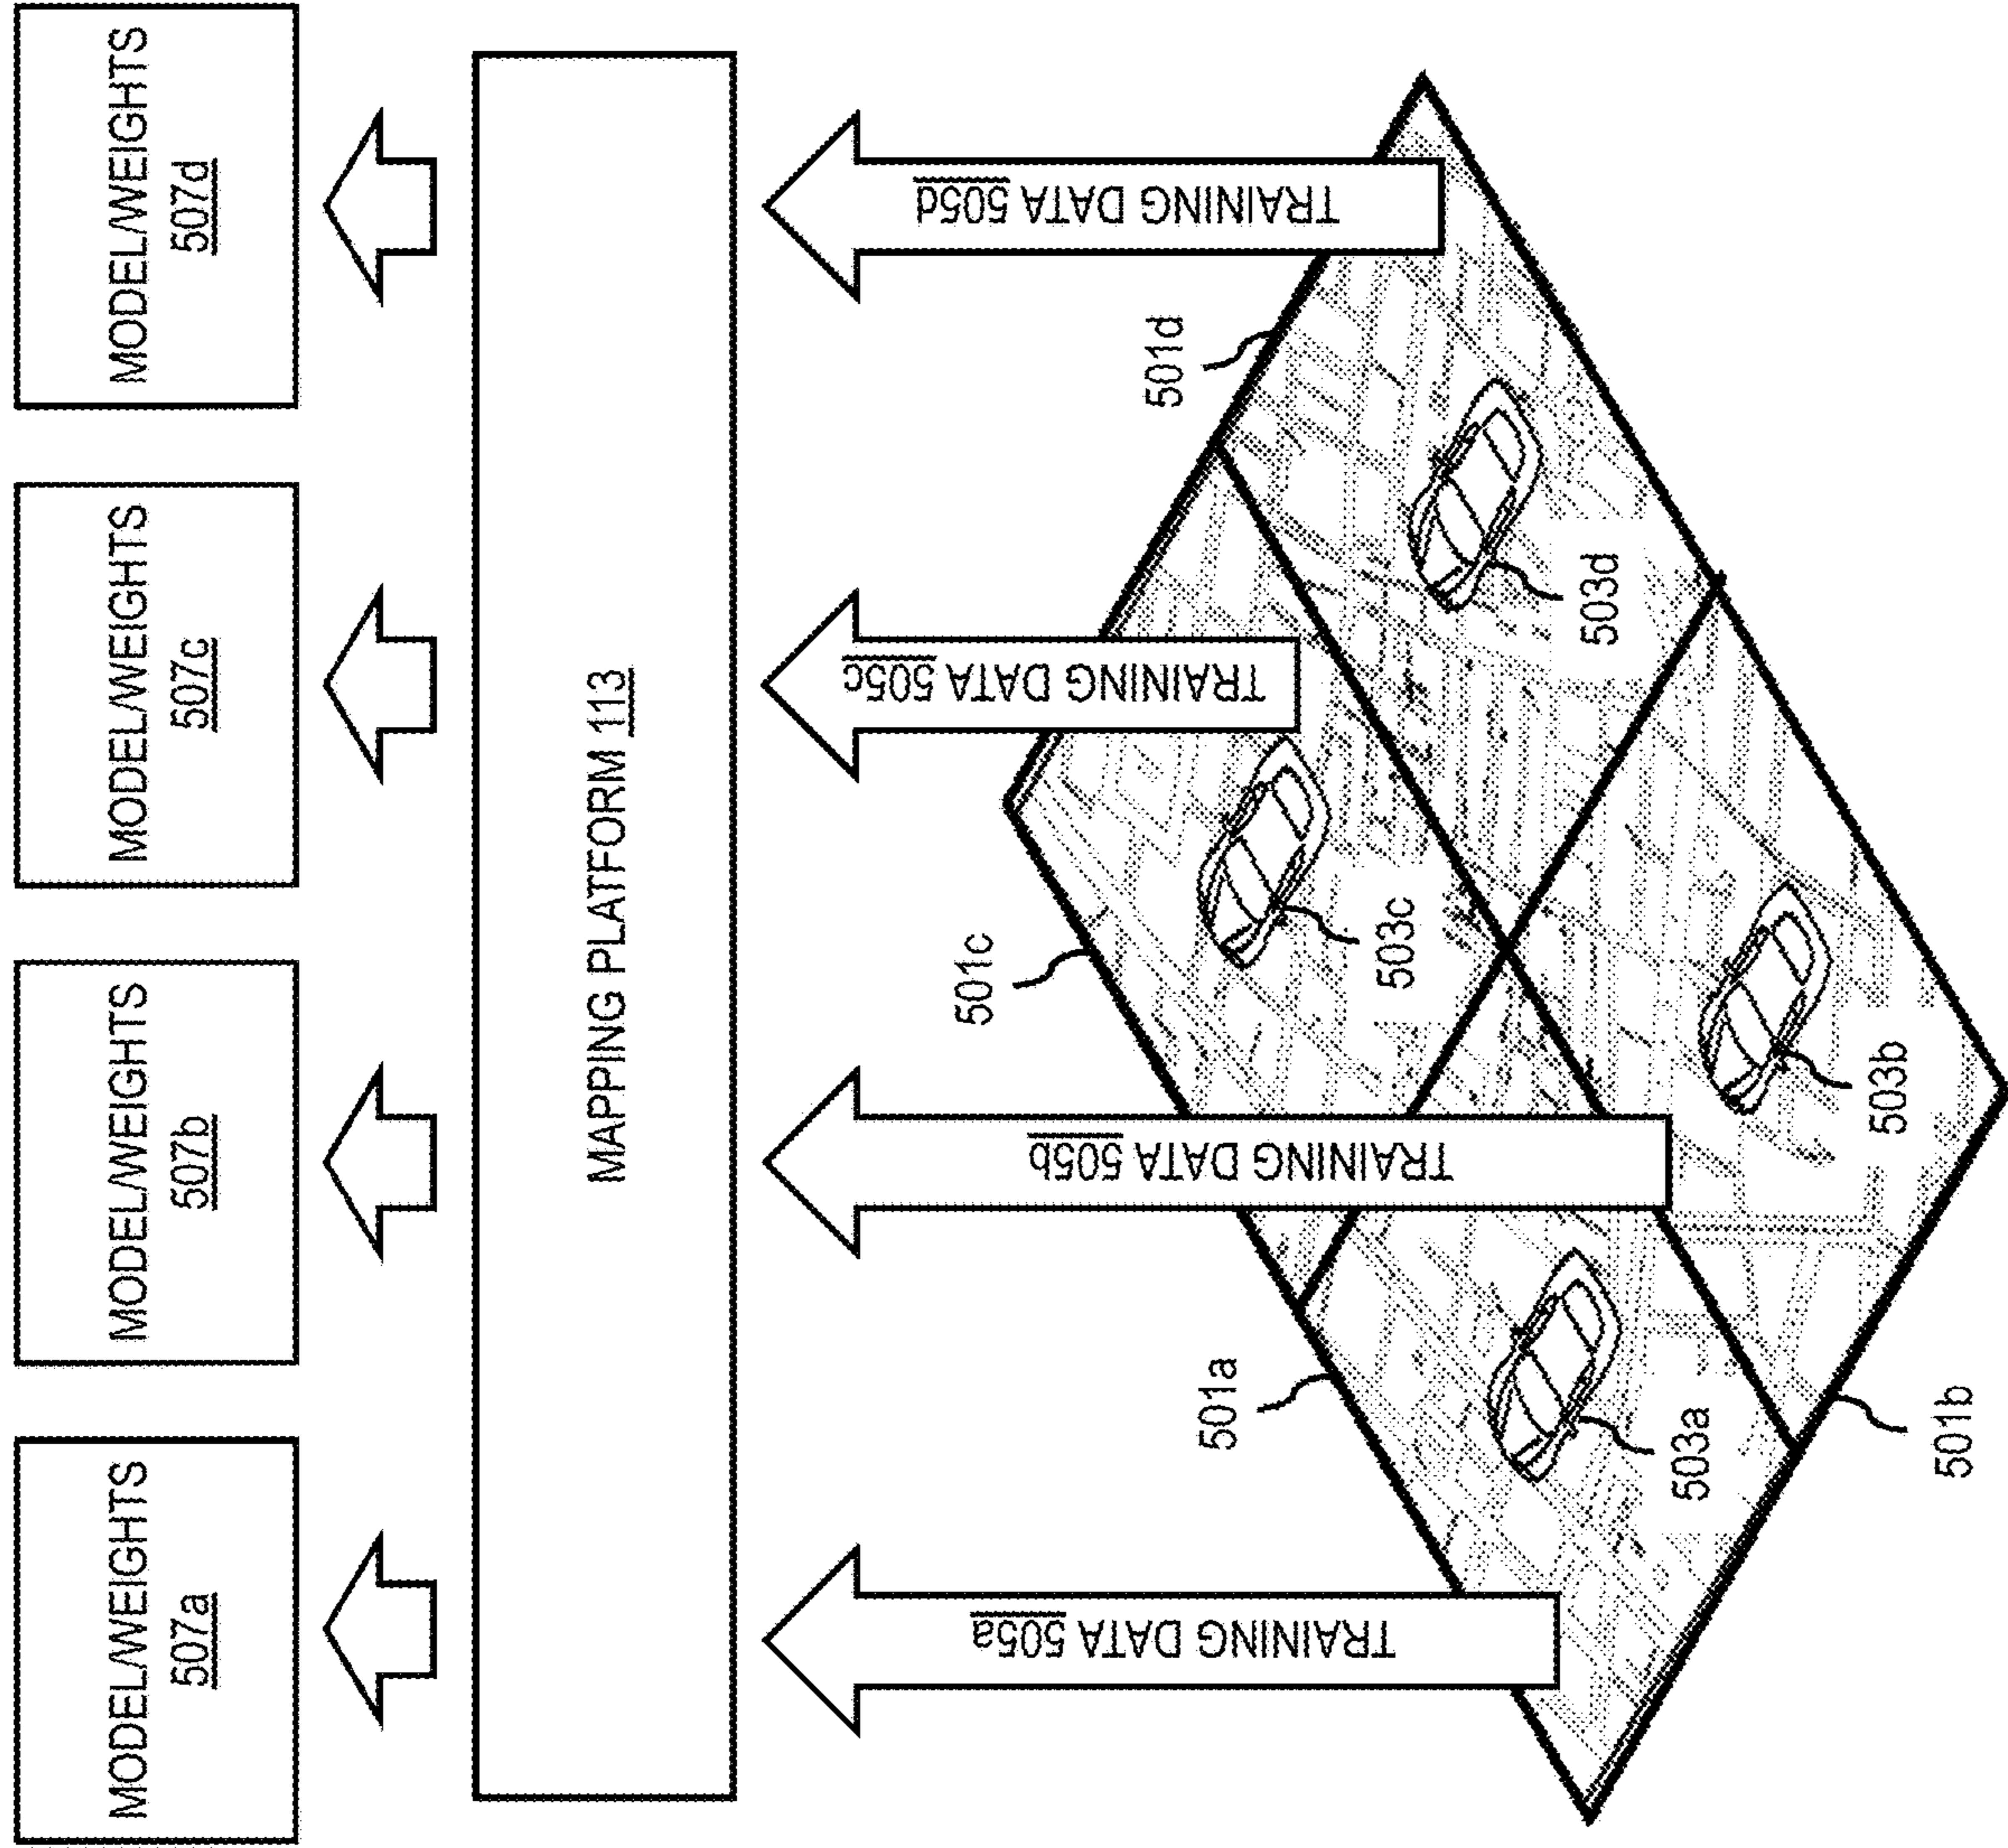 MODEL/WEIGHTS
507a
MODEL/WEIGHTS
507b
MODEL/WEIGHTS
507c
MODEL/WEIGHTS
507d
MAPPING PLATFORM 113
TRAINING DATA 505a
TRAINING DATA 505b
TRAINING DATA 505c
TRAINING DATA 505d
501c
501d
501a
503c
503d
503a
503b
501b